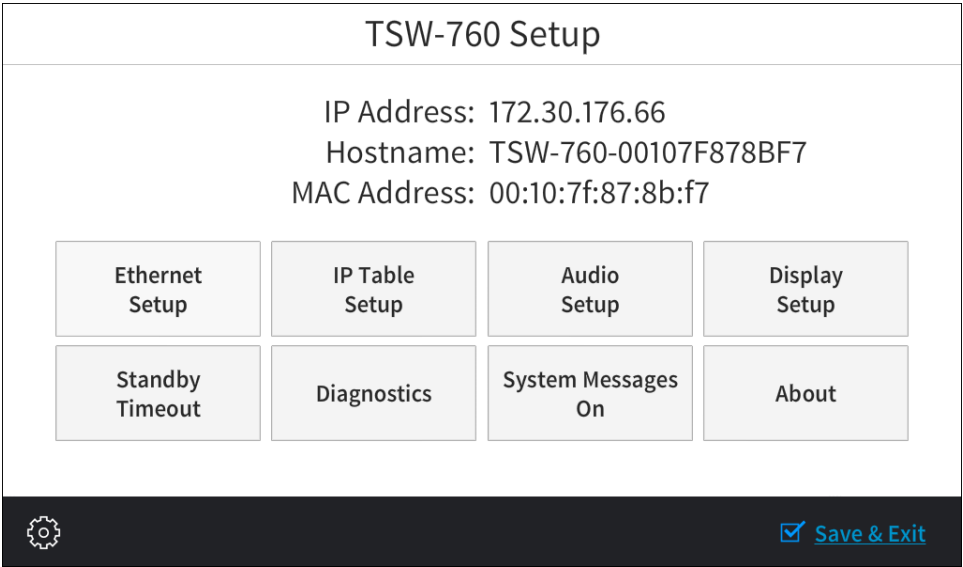 TSW-760 Setup
IP Address: 172.30.176.66
Hostname: TSW-760-00107F878BF7
MAC Address: 00:10:7f:87:8b:f7
Ethernet
Setup
IP Table
Setup
Audio
Setup
Display
Setup
Standby
Timeout
Diagnostics
System Messages
On
About
Save & Exit